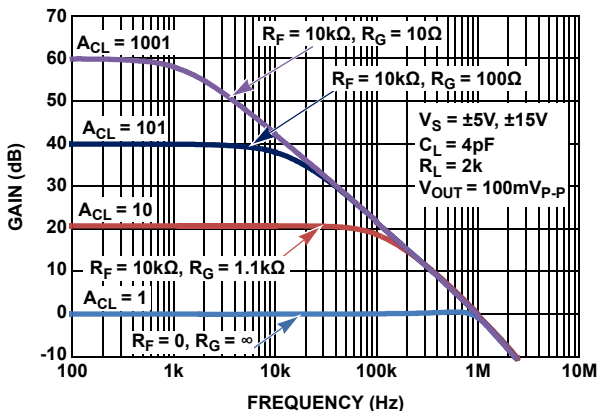 70
60
50
40
30
20
10
0
-10
GAIN (dB)
A_CL = 1001
R_F = 10kΩ, R_G = 10Ω
R_F = 10kΩ, R_G = 100Ω
A_CL = 101
V_S = ±5V, ±15V
C_L = 4pF
R_L = 2k
V_OUT = 100mV_P-P
A_CL = 10
R_F = 10kΩ, R_G = 1.1kΩ
A_CL = 1
R_F = 0, R_G = ∞
100 1k 10k 100k 1M 10M
FREQUENCY (Hz)